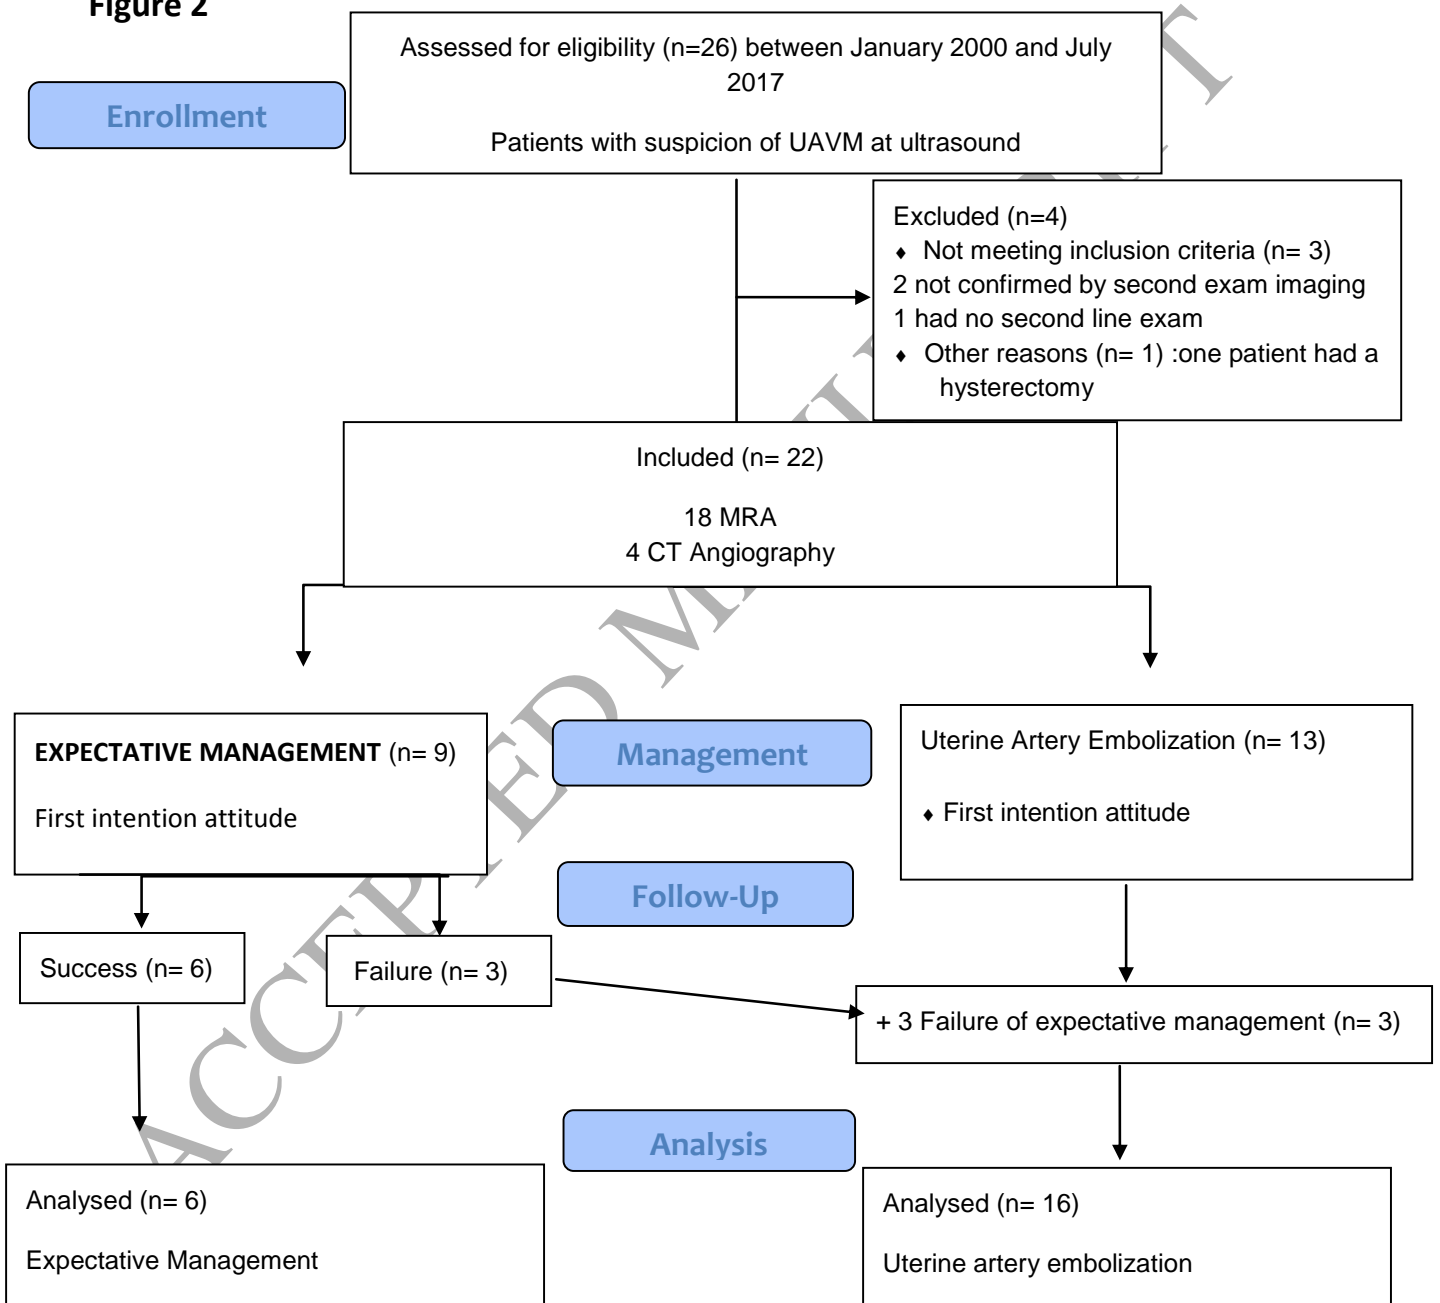 Figure 2
Assessed for eligibility (n=26) between January 2000 and July
2017
Patients with suspicion of UAVM at ultrasound
Enrollment
Excluded (n=4)
♦ Not meeting inclusion criteria (n= 3)
2 not confirmed by second exam imaging
1 had no second line exam
♦ Other reasons (n= 1) :one patient had a
hysterectomy
Included (n= 22)
18 MRA
4 CT Angiography
EXPECTATIVE MANAGEMENT (n= 9)
First intention attitude
Management
Uterine Artery Embolization (n= 13)
♦ First intention attitude
Follow-Up
Success (n= 6)
Failure (n= 3)
+ 3 Failure of expectative management (n= 3)
Analysis
Analysed (n= 6)
Expectative Management
Analysed (n= 16)
Uterine artery embolization